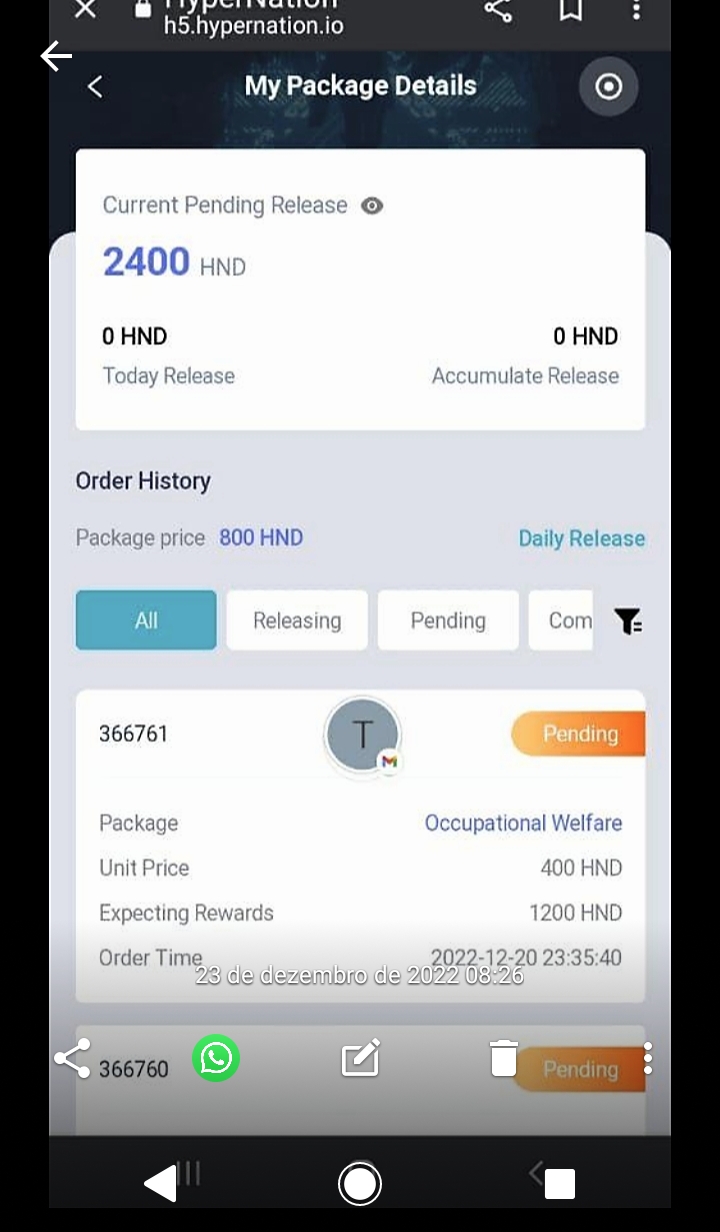 HyperNation
h5.hypernation.io
My Package Details
Current Pending Release
2400 HND
0 HND 0 HND
Today Release Accumulate Release
Order History
Package price 800 HND Daily Release
All Releasing Pending Com
366761 T Pending
Package Occupational Welfare
Unit Price 400 HND
Expecting Rewards 1200 HND
Order Time 2022-12-20 23:35:40
23 de dezembro de 2022 08:26
366760 Pending